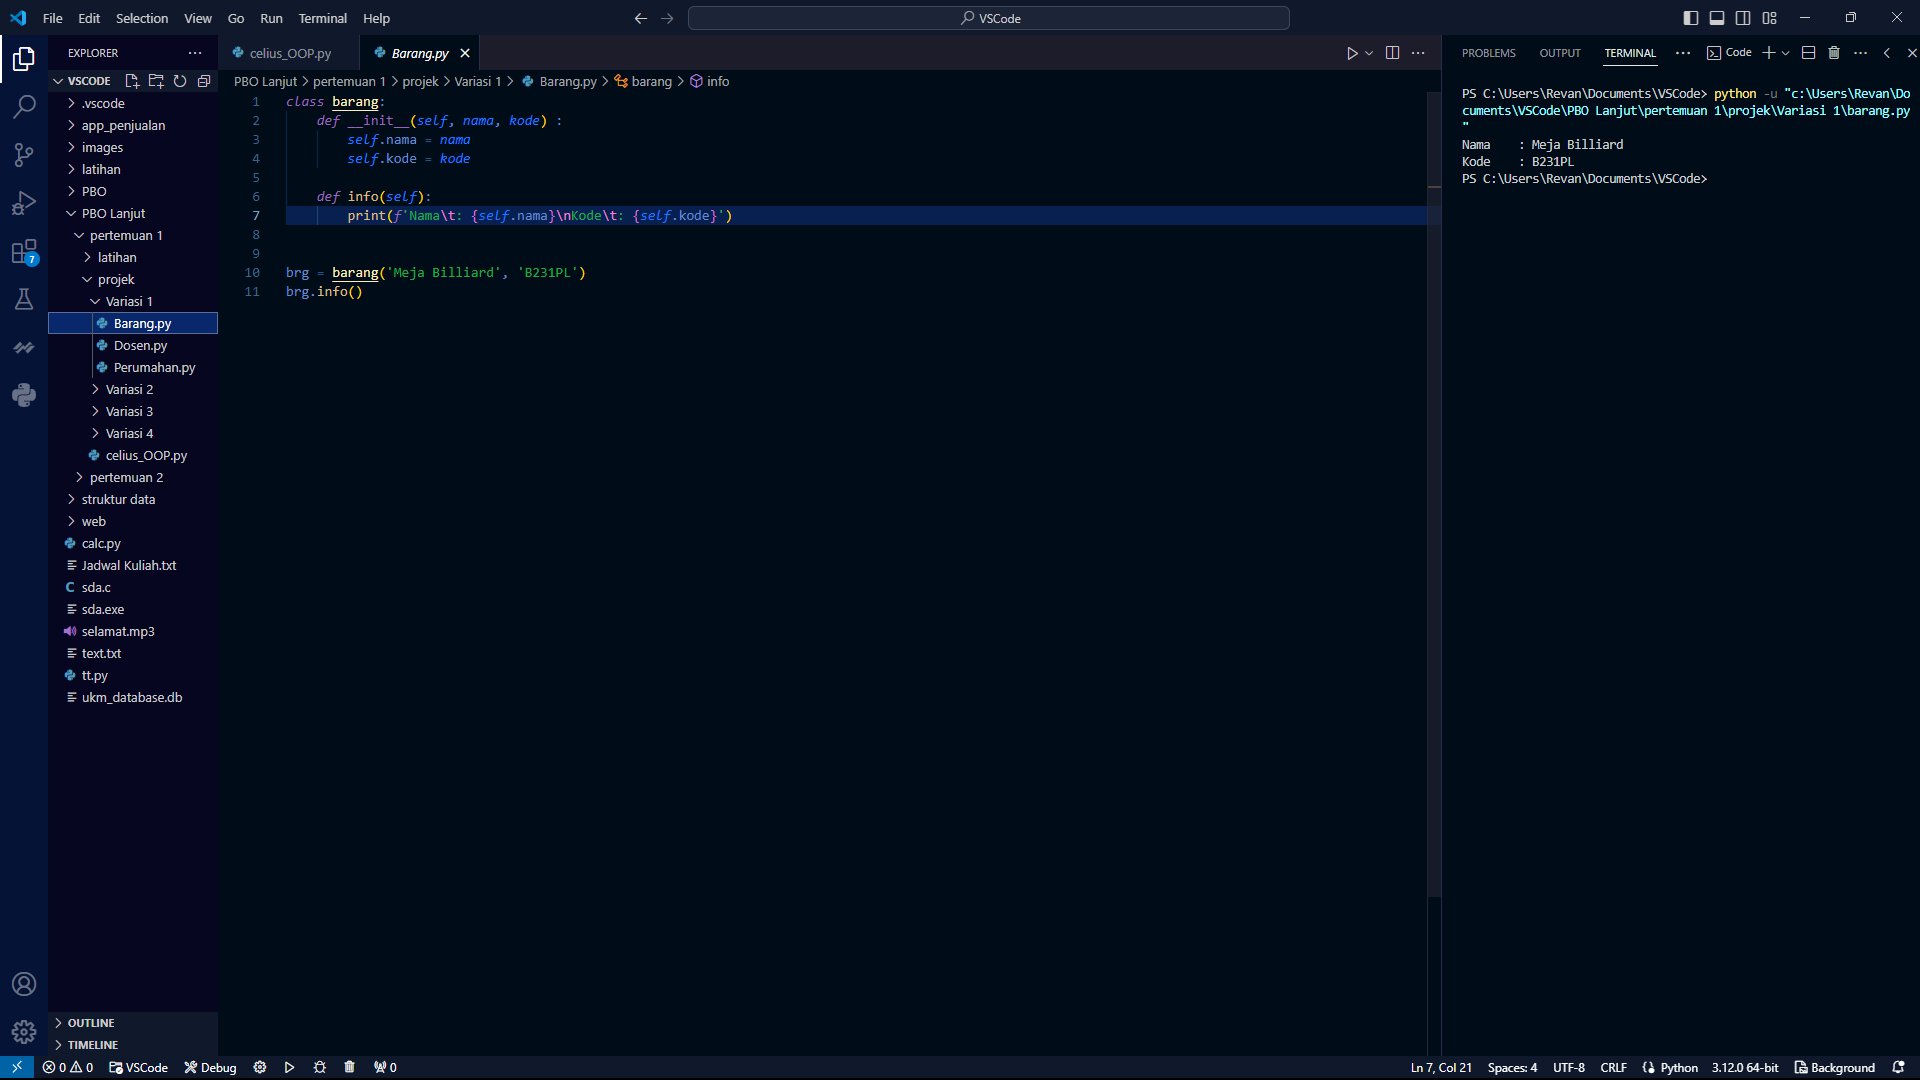 File Edit Selection View Go Run Terminal Help
VSCode
EXPLORER
VSCODE
.vscode
app_penjualan
images
latihan
PBO
PBO Lanjut
pertemuan 1
latihan
projek
Variasi 1
Barang.py
Dosen.py
Perumahan.py
Variasi 2
Variasi 3
Variasi 4
celius_OOP.py
pertemuan 2
struktur data
web
calc.py
Jadwal Kuliah.txt
C sda.c
sda.exe
selamat.mp3
text.txt
tt.py
ukm_database.db
OUTLINE
TIMELINE
7
celius_OOP.py Barang.py
PBO Lanjut > pertemuan 1 > projek > Variasi 1 > Barang.py > barang > info
1 class barang:
2 def __init__(self, nama, kode) :
3 self.nama = nama
4 self.kode = kode
5
6 def info(self):
7 print(f'Nama\t: {self.nama}\nKode\t: {self.kode}')
8
9
10 brg = barang('Meja Billiard', 'B231PL')
11 brg.info()
PROBLEMS OUTPUT TERMINAL Code
PS C:\Users\Revan\Documents\VSCode> python -u "c:\Users\Revan\Do
cuments\VSCode\PBO Lanjut\pertemuan 1\projek\Variasi 1\barang.py
"
Nama : Meja Billiard
Kode : B231PL
PS C:\Users\Revan\Documents\VSCode>
0 0 VSCode Debug 0
Ln 7, Col 21 Spaces: 4 UTF-8 CRLF Python 3.12.0 64-bit Background